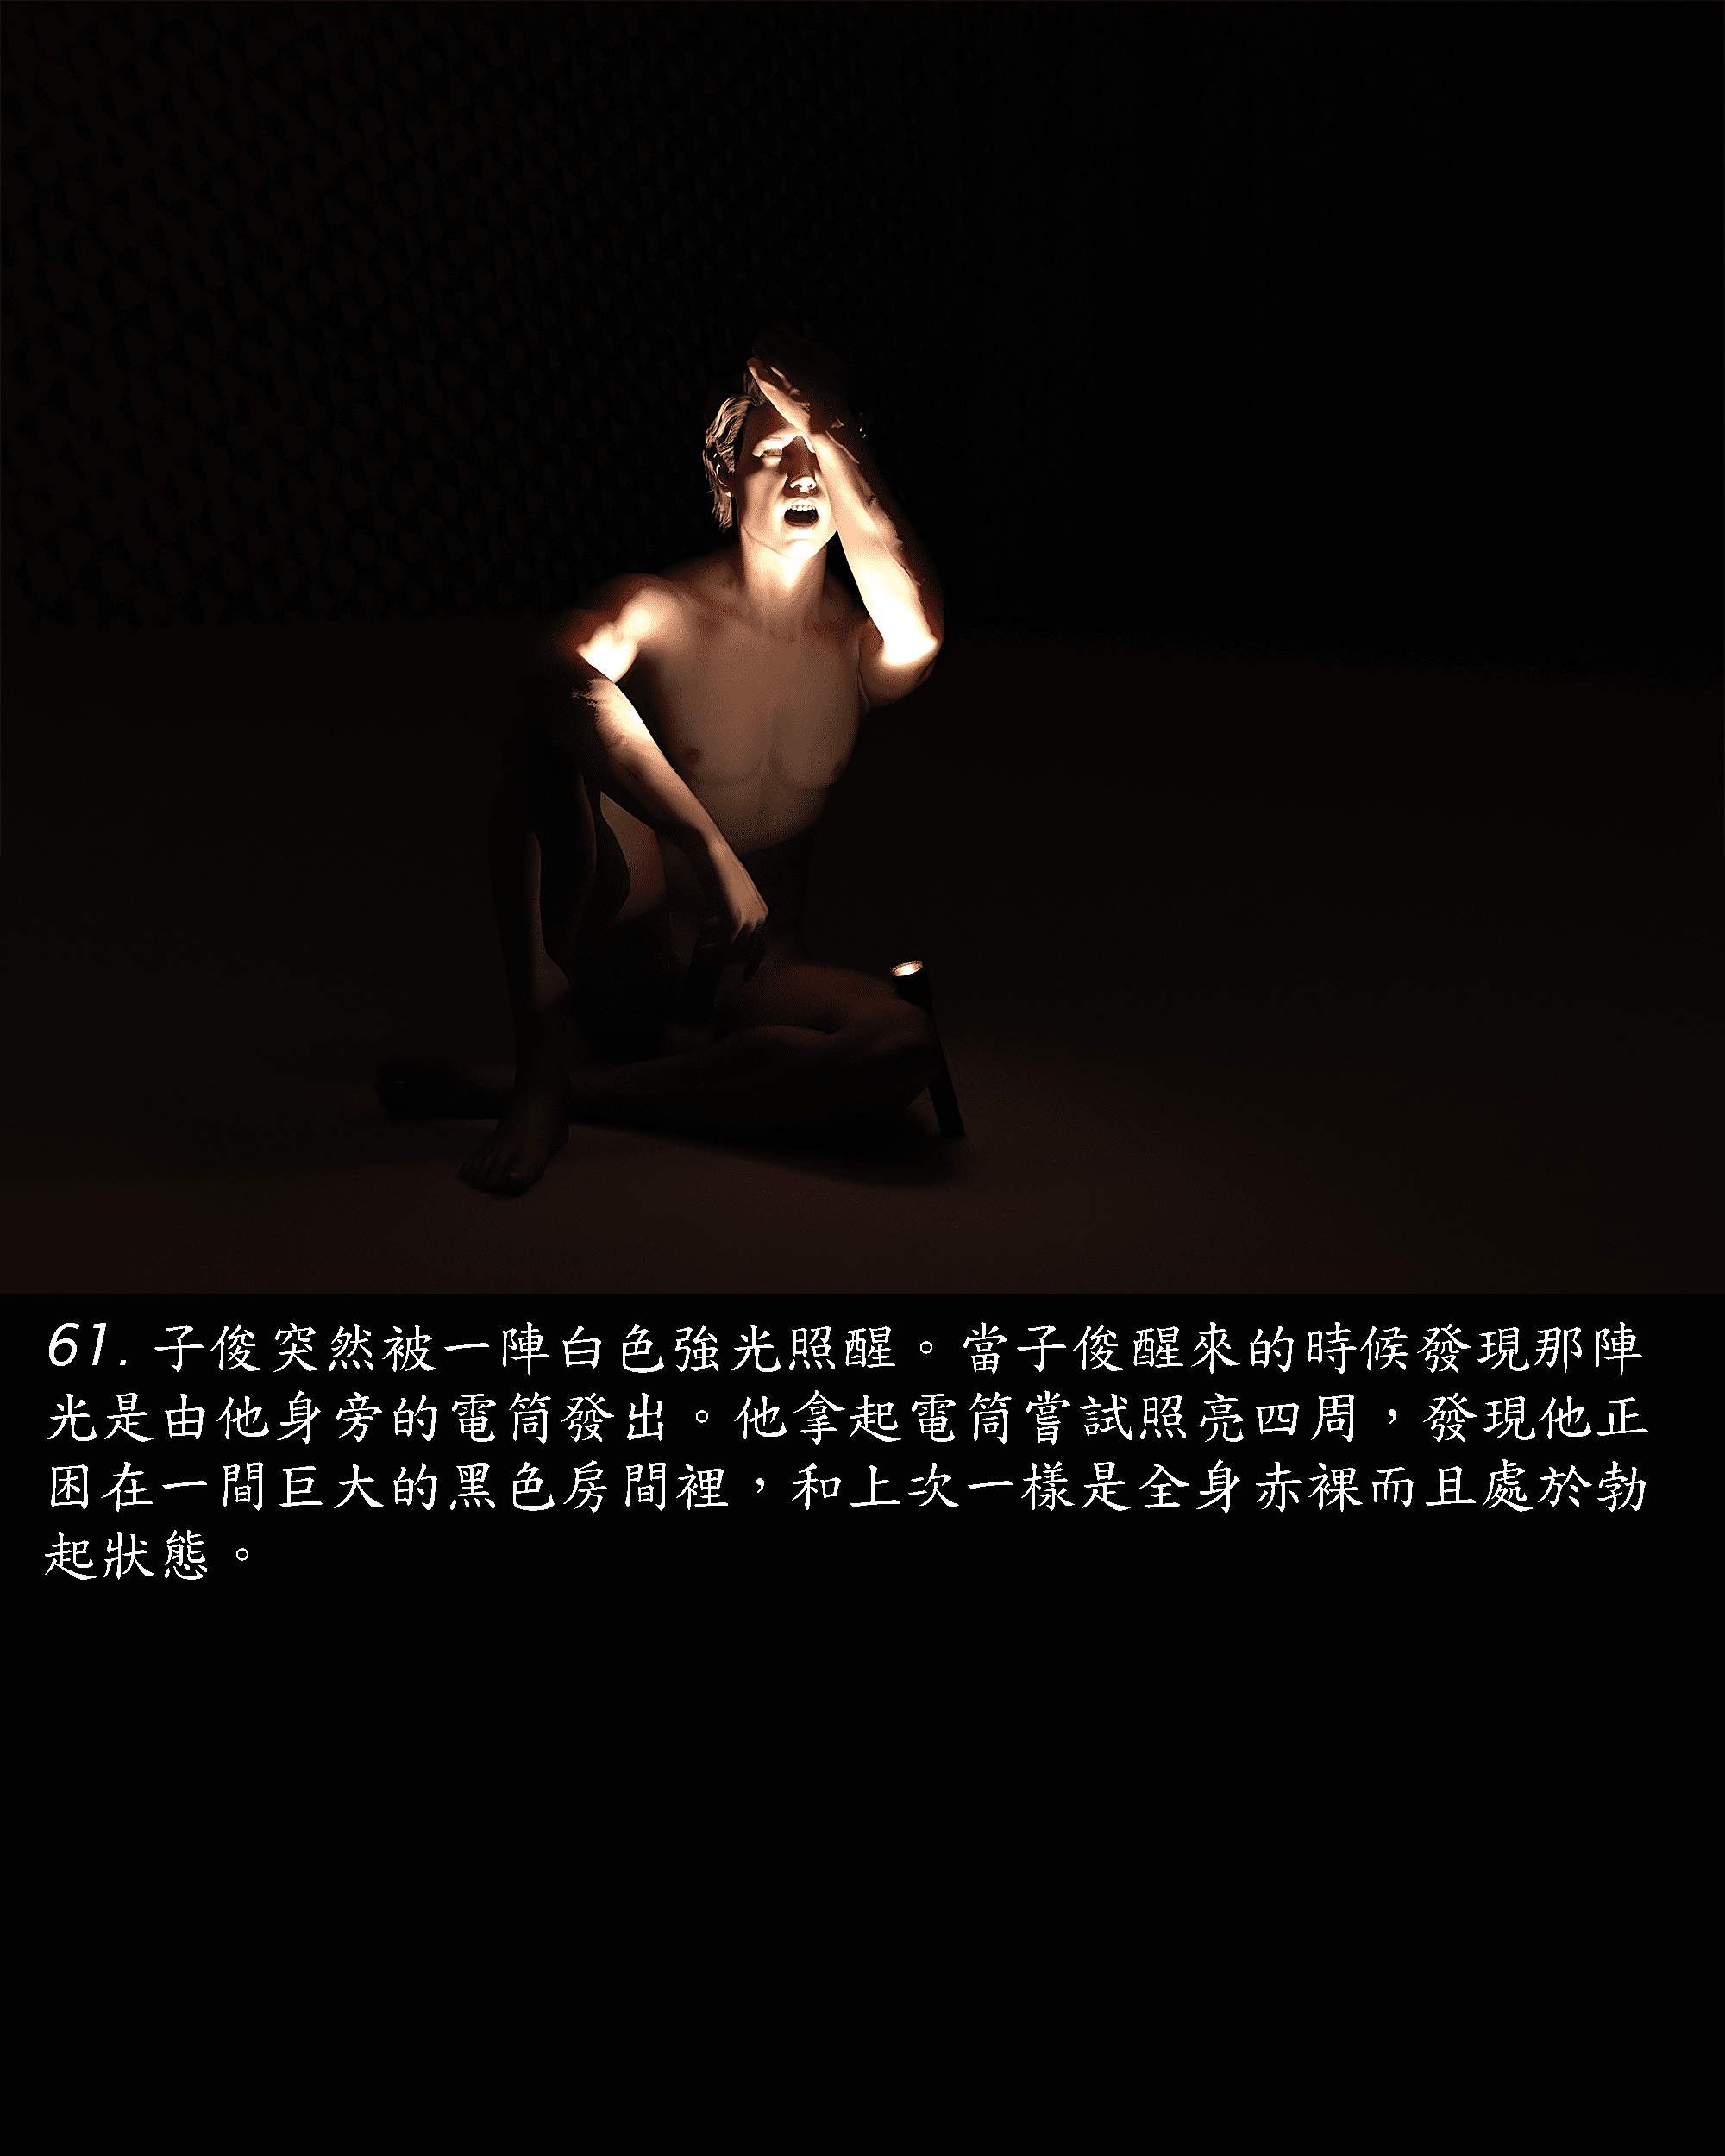 61. 子俊突然被一陣白色強光照醒。當子俊醒來的時候發現那陣
光是由他身旁的電筒發出。他拿起電筒嘗試照亮四周，發現他正
困在一間巨大的黑色房間裡，和上次一樣是全身赤裸而且處於勃
起狀態。